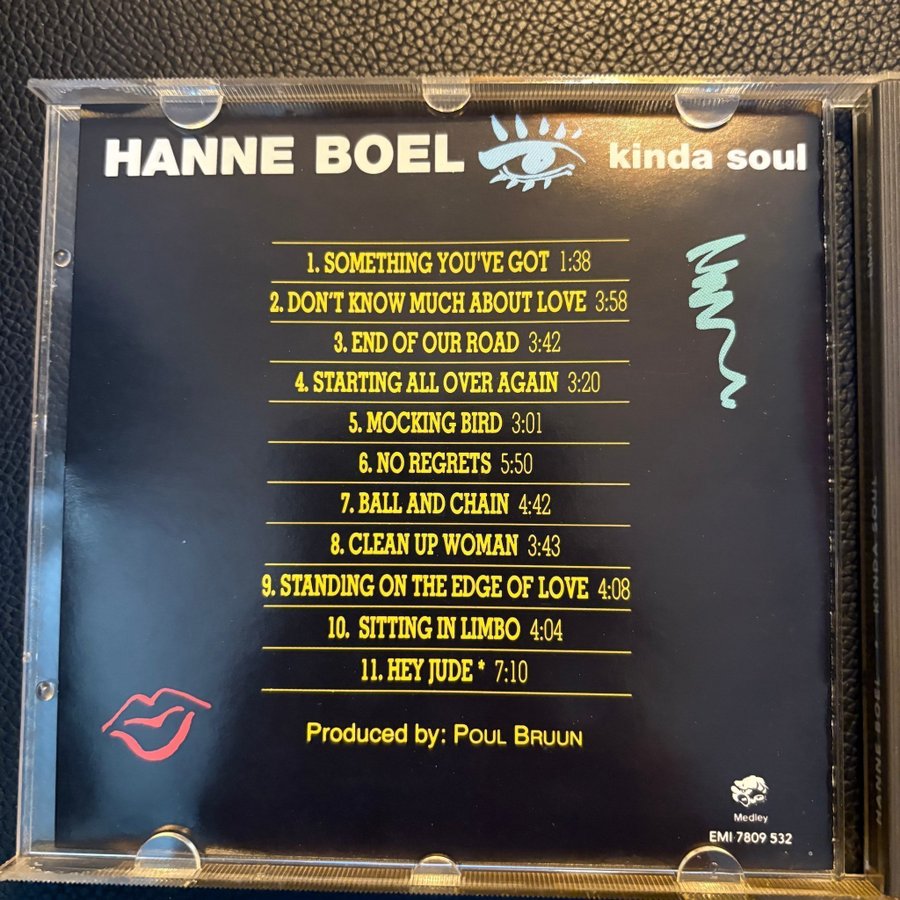 HANNE BOEL kinda soul
1. SOMETHING YOU'VE GOT 1:38
2. DON'T KNOW MUCH ABOUT LOVE 3:58
3. END OF OUR ROAD 3:42
4. STARTING ALL OVER AGAIN 3:20
5. MOCKING BIRD 3:01
6. NO REGRETS 5:50
7. BALL AND CHAIN 4:42
8. CLEAN UP WOMAN 3:43
9. STANDING ON THE EDGE OF LOVE 4:08
10. SITTING IN LIMBO 4:04
11. HEY JUDE * 7:10
Produced by: POUL BRUUN
Medley
EMI 7809 532
HANNE BOEL KINDA SOUL